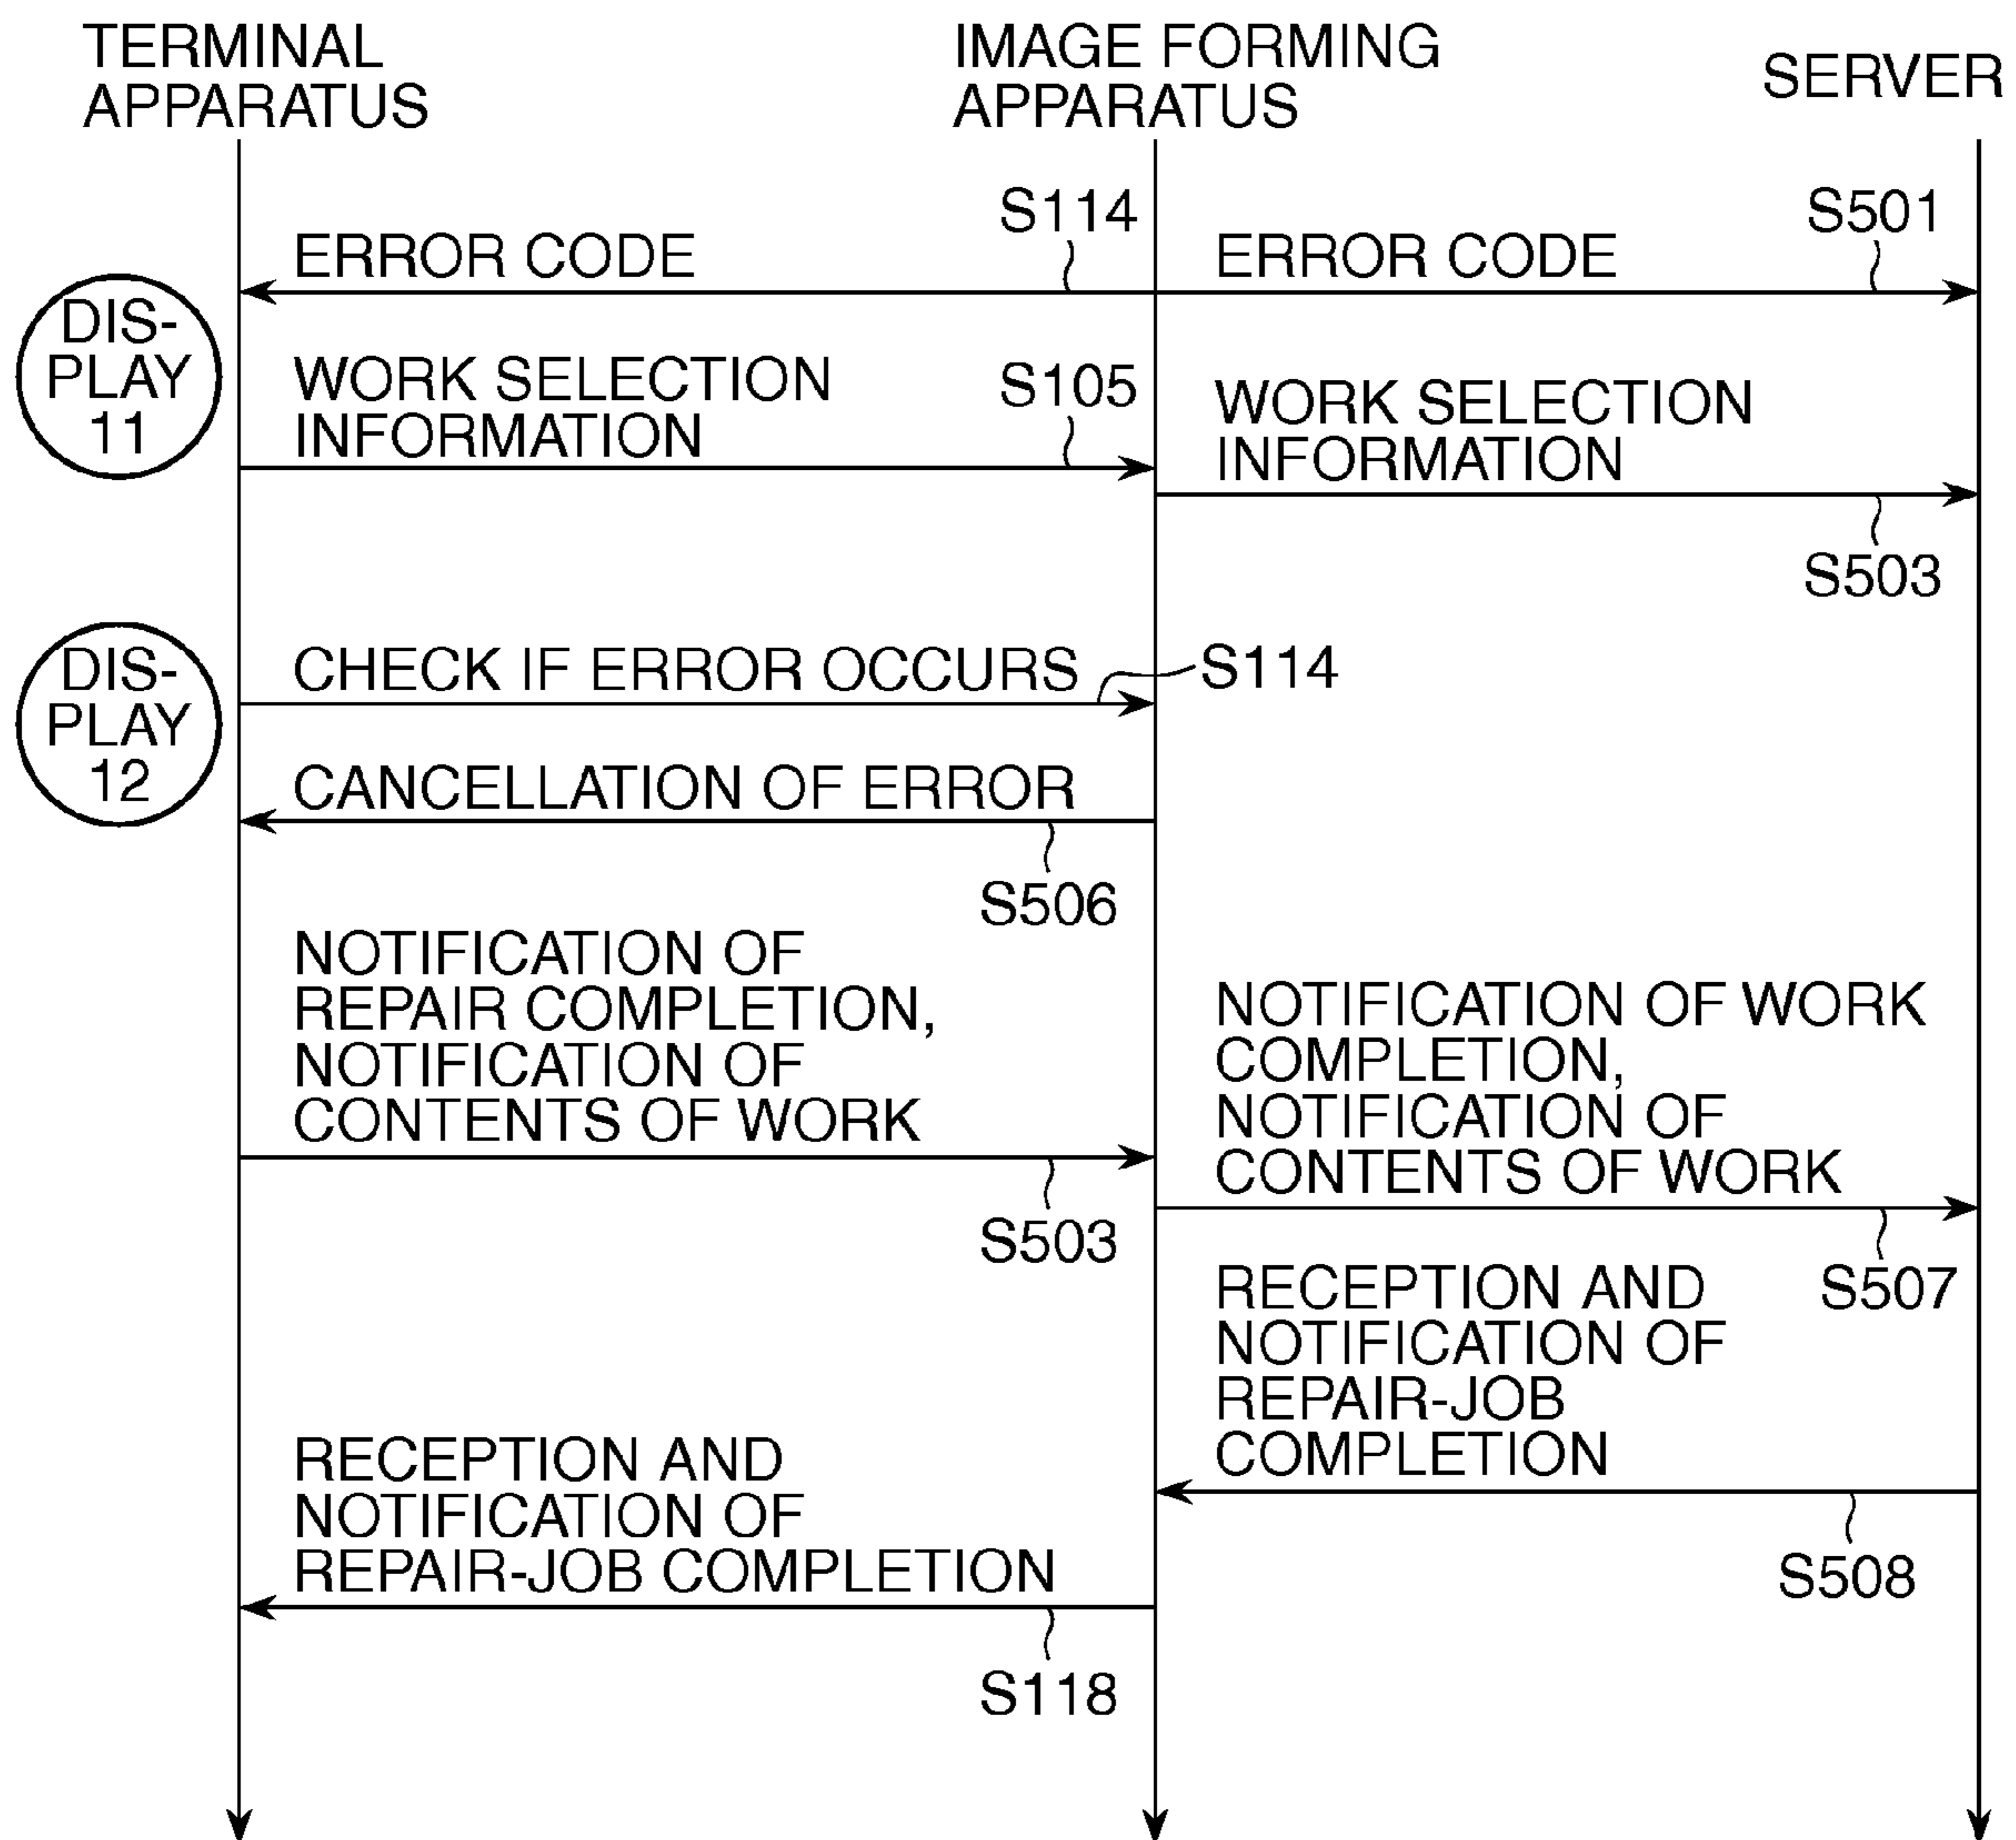 TERMINAL
APPARATUS
IMAGE FORMING
APPARATUS
SERVER
S114
S501
ERROR CODE
ERROR CODE
DIS-
PLAY
11
WORK SELECTION
INFORMATION
S105
WORK SELECTION
INFORMATION
S503
DIS-
PLAY
12
CHECK IF ERROR OCCURS
S114
CANCELLATION OF ERROR
S506
NOTIFICATION OF
REPAIR COMPLETION,
NOTIFICATION OF
CONTENTS OF WORK
S503
NOTIFICATION OF WORK
COMPLETION,
NOTIFICATION OF
CONTENTS OF WORK
S507
RECEPTION AND
NOTIFICATION OF
REPAIR-JOB
COMPLETION
S508
RECEPTION AND
NOTIFICATION OF
REPAIR-JOB COMPLETION
S118